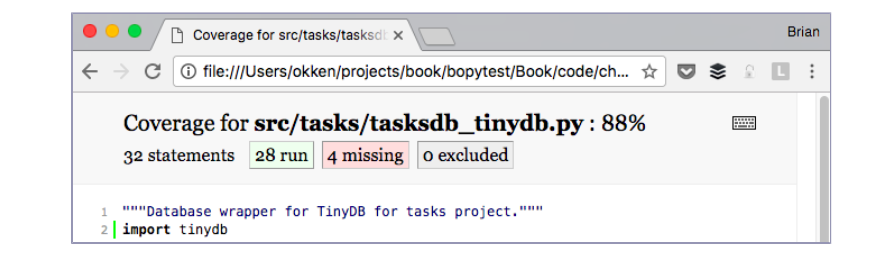 Coverage for src/tasks/tasksdb Brian
file:///Users/okken/projects/book/bopytest/Book/code/ch...
Coverage for src/tasks/tasksdb_tinydb.py : 88%
32 statements 28 run 4 missing 0 excluded
1 """Database wrapper for TinyDB for tasks project."""
2 import tinydb